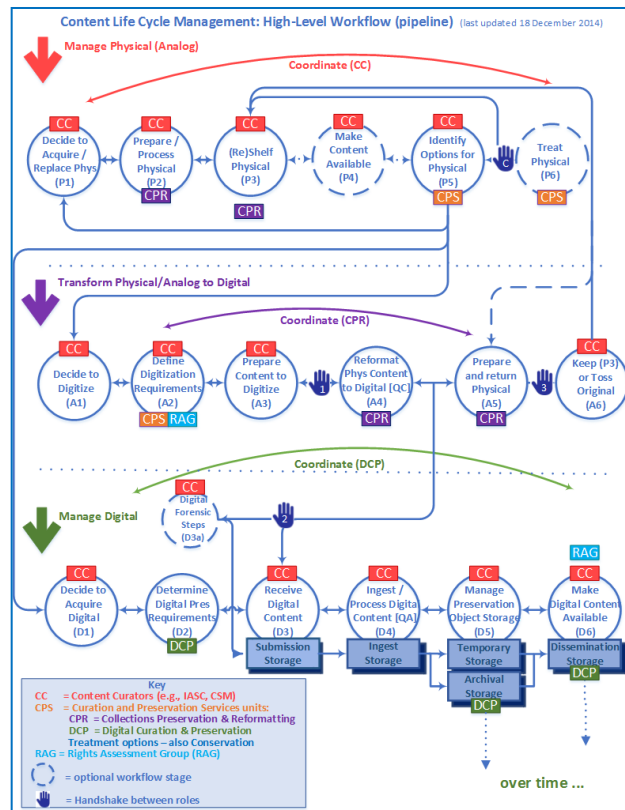 Content Life Cycle Management: High-Level Workflow (pipeline) (last updated 18 December 2014)
Manage Physical (Analog)
Coordinate (CC)
CC
CC
CC
CC
CC
CC
Decide to
Acquire /
Replace Phys
(P1)
Prepare /
Process
Physical
(P2)
CPR
(Re)Shelf
Physical
(P3)
CPR
Make
Content
Available
(P4)
Identify
Options for
Physical
(P5)
CPS
C
Treat
Physical
(P6)
CPS
Transform Physical/Analog to Digital
Coordinate (CPR)
CC
CC
CC
CC
Decide to
Digitize
(A1)
Define
Digitization
Requirements
(A2)
CPS
RAG
Prepare
Content to
Digitize
(A3)
1
Reformat
Phys Content
to Digital [QC]
(A4)
CPR
Prepare
and return
Physical
(A5)
CPR
3
Keep (P3)
or Toss
Original
(A6)
Coordinate (DCP)
CC
Digital
Forensic
Steps
(D3a)
2
Manage Digital
RAG
CC
CC
CC
CC
CC
Decide to
Acquire
Digital
(D1)
Determine
Digital Pres
Requirements
(D2)
DCP
Receive
Digital
Content
(D3)
Submission
Storage
Ingest /
Process Digital
Content [QA]
(D4)
Ingest
Storage
Manage
Preservation
Object Storage
(D5)
Temporary
Storage
Archival
Storage
DCP
Make
Digital Content
Available
(D6)
Dissemination
Storage
DCP
Key
CC = Content Curators (e.g., IASC, CSM)
CPS = Curation and Preservation Services units:
CPR = Collections Preservation & Reformatting
DCP = Digital Curation & Preservation
Treatment options – also Conservation
RAG = Rights Assessment Group (RAG)
= optional workflow stage
= Handshake between roles
over time ...